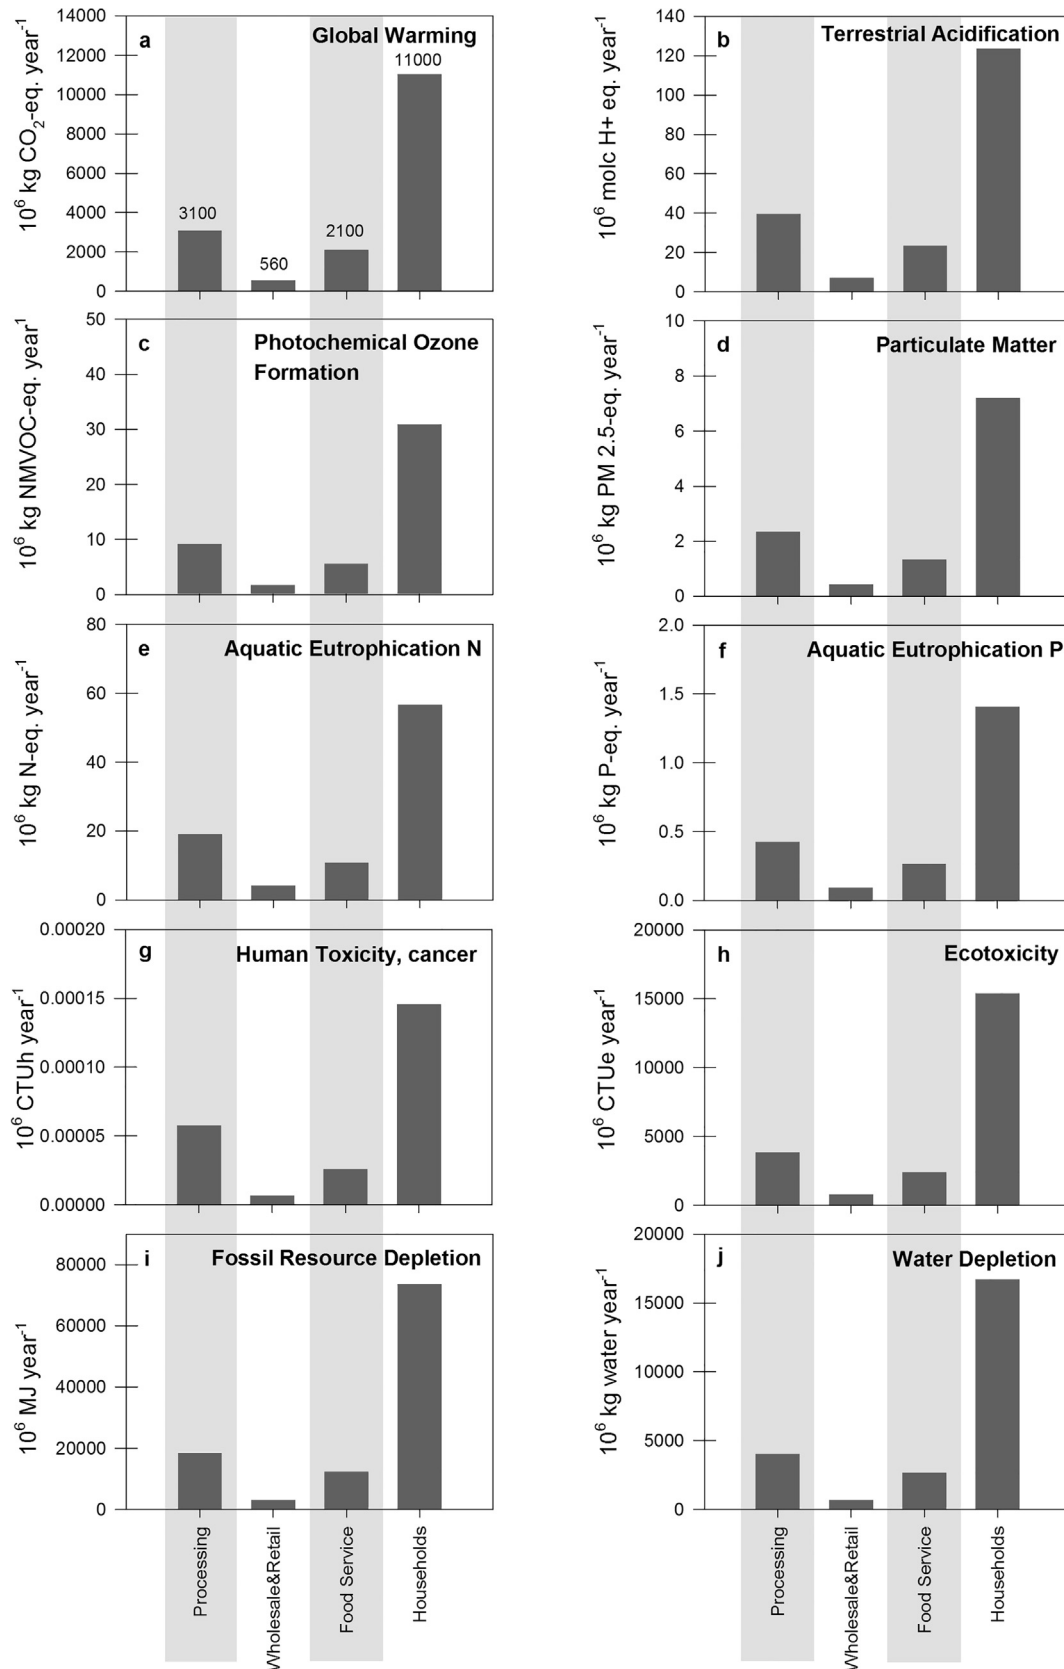 a
Global Warming
10⁶ kg CO₂-eq. year⁻¹
14000
12000
10000
8000
6000
4000
2000
0
3100
560
2100
11000
b
Terrestrial Acidification
10⁶ molc H+ eq. year⁻¹
140
120
100
80
60
40
20
0
c
Photochemical Ozone
Formation
10⁶ kg NMVOC-eq. year¹
50
40
30
20
10
0
d
Particulate Matter
10⁶ kg PM 2.5-eq. year⁻¹
10
8
6
4
2
0
e
Aquatic Eutrophication N
10⁶ kg N-eq. year⁻¹
80
60
40
20
0
f
Aquatic Eutrophication P
10⁶ kg P-eq. year⁻¹
2.0
1.5
1.0
0.5
0.0
g
Human Toxicity, cancer
10⁶ CTUh year⁻¹
0.00020
0.00015
0.00010
0.00005
0.00000
h
Ecotoxicity
10⁶ CTUe year⁻¹
20000
15000
10000
5000
0
i
Fossil Resource Depletion
10⁶ MJ year⁻¹
80000
60000
40000
20000
0
Processing
Wholesale&Retail
Food Service
Households
j
Water Depletion
10⁶ kg water year⁻¹
20000
15000
10000
5000
0
Processing
Wholesale&Retail
Food Service
Households